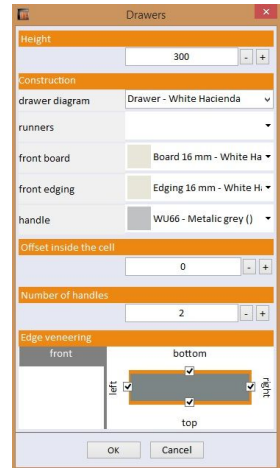 Drawers
Height
300 - +
Construction
drawer diagram Drawer - White Hacienda
runners
front board Board 16 mm - White Ha
front edging Edging 16 mm - White Ha
handle WU66 - Metalic grey ()
Offset inside the cell
0 - +
Number of handles
2 - +
Edge veneering
front
bottom
left
right
top
OK Cancel